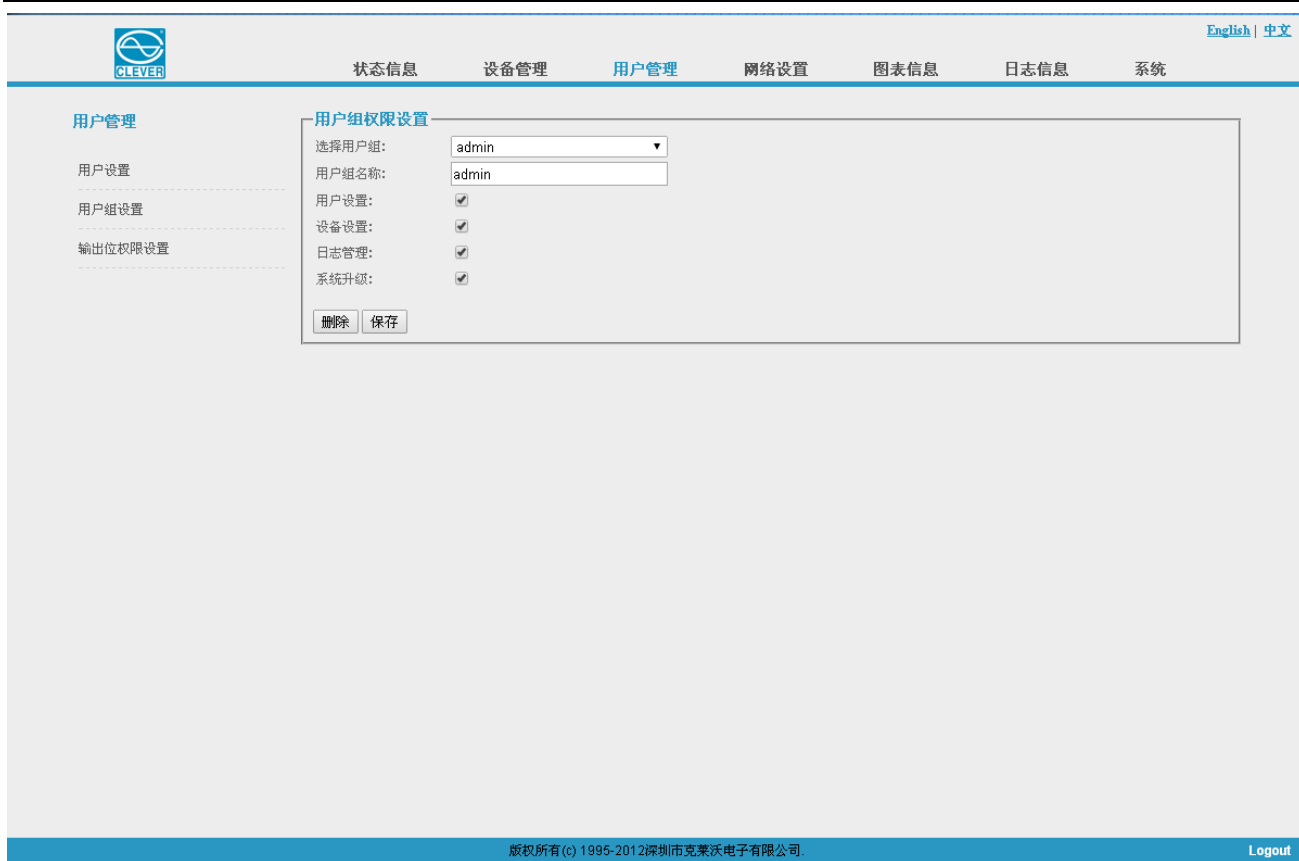 English | 中文
CLEVER
状态信息 设备管理 用户管理 网络设置 图表信息 日志信息 系统
用户管理
用户设置
用户组设置
输出位权限设置
用户组权限设置
选择用户组: admin
用户组名称: admin
用户设置:
设备设置:
日志管理:
系统升级:
删除 保存
版权所有(c) 1995-2012深圳市克莱沃电子有限公司.
Logout